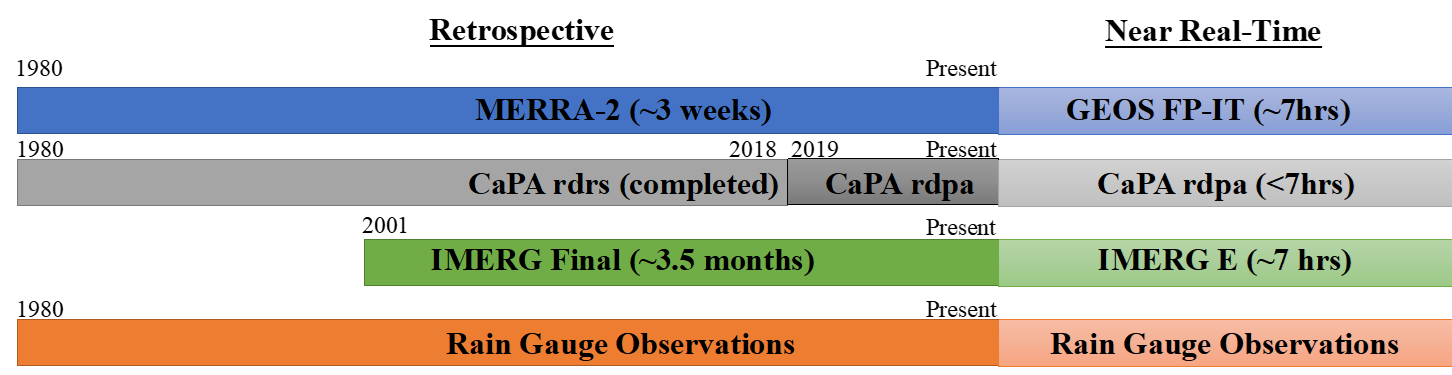 Retrospective
Near Real-Time
1980
Present
MERRA-2 (~3 weeks)
GEOS FP-IT (~7hrs)
1980
2018
2019
Present
CaPA rdrs (completed)
CaPA rdpa
CaPA rdpa (<7hrs)
2001
Present
IMERG Final (~3.5 months)
IMERG E (~7 hrs)
1980
Present
Rain Gauge Observations
Rain Gauge Observations